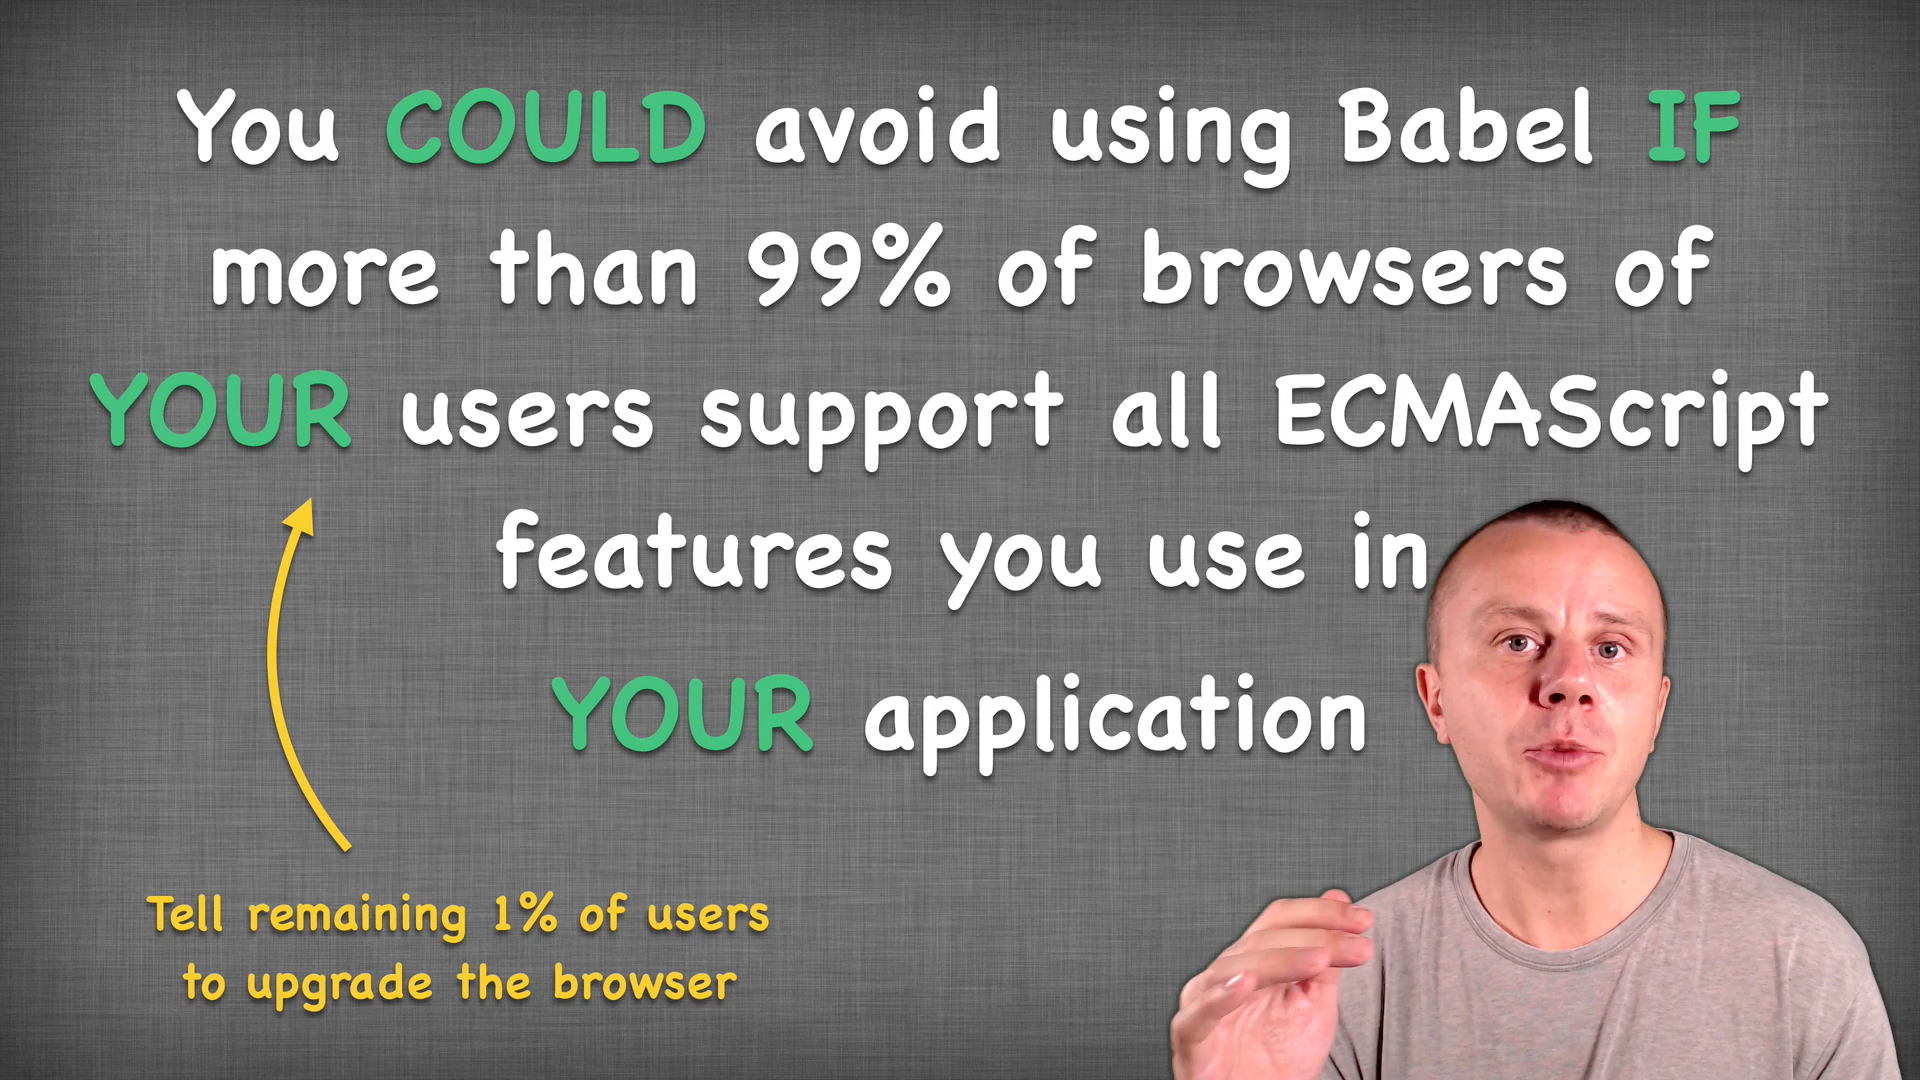 You COULD avoid using Babel IF
more than 99% of browsers of
YOUR users support all ECMAScript
features you use in
YOUR application
Tell remaining 1% of users
to upgrade the browser